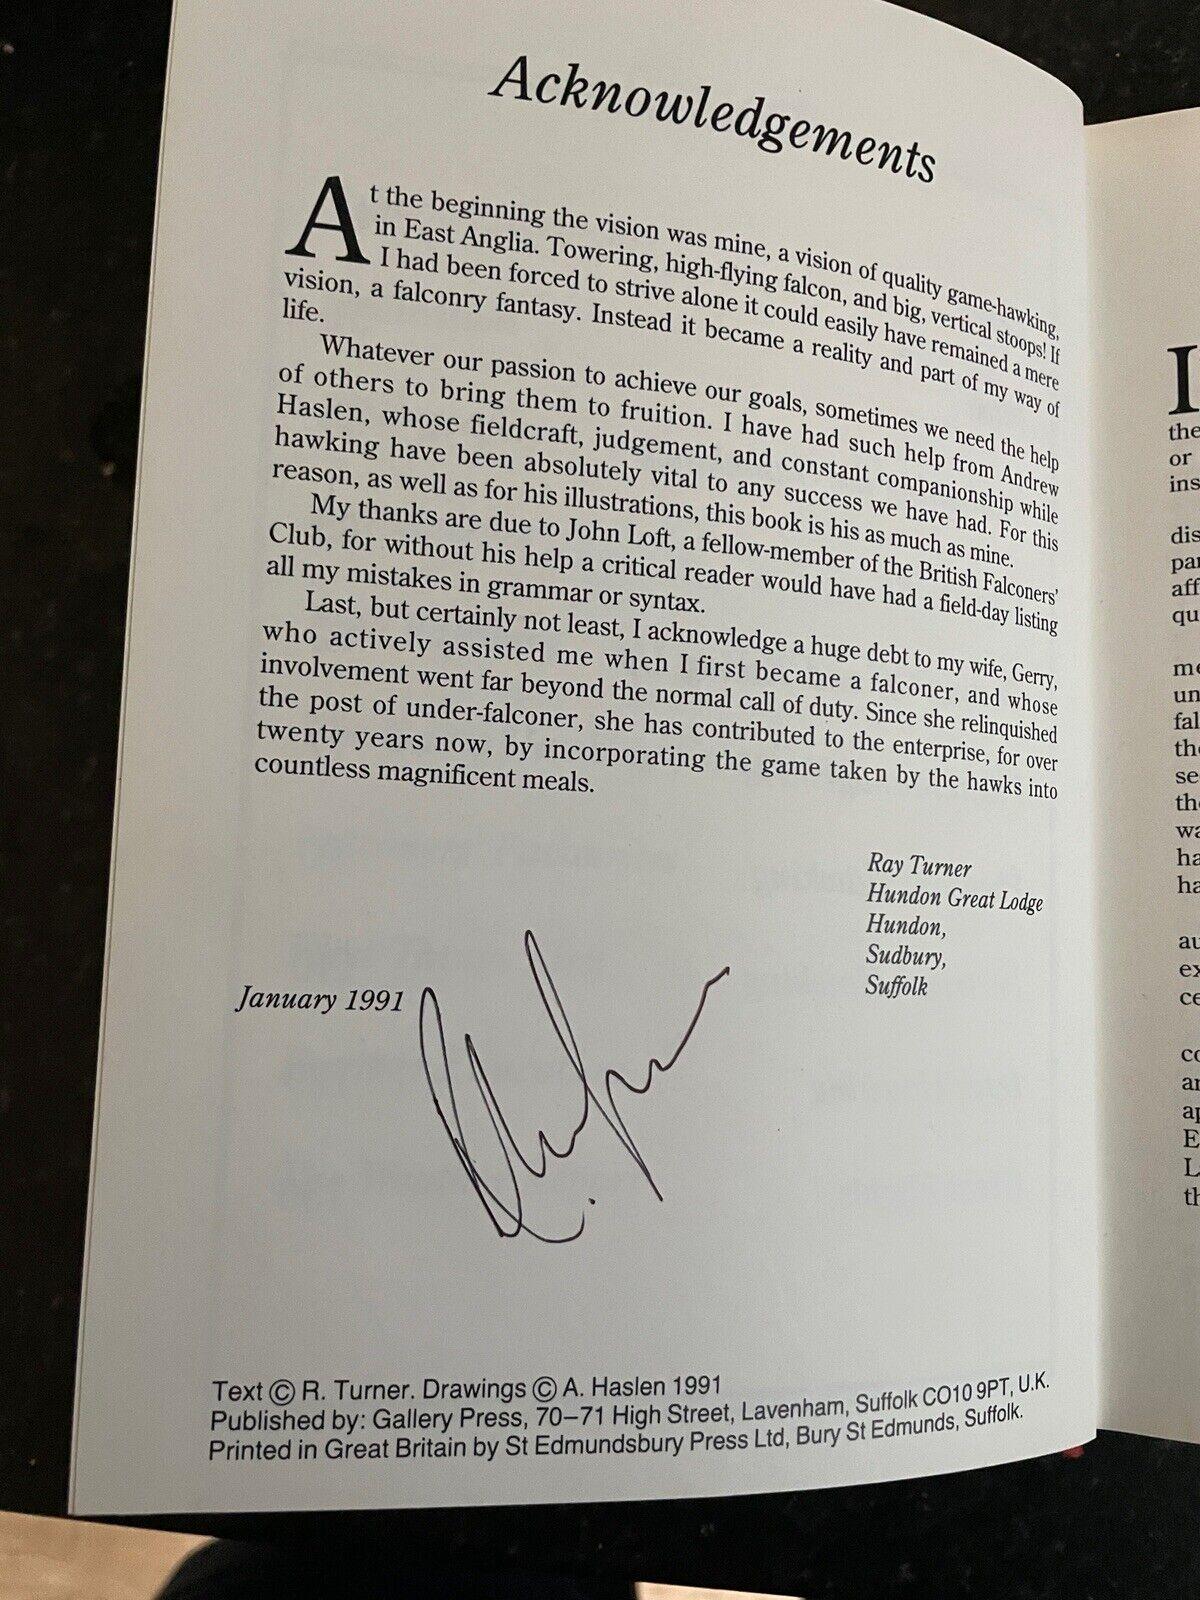 Acknowledgements
At the beginning the vision was mine, a vision of quality game-hawking,
in East Anglia. Towering, high-flying falcon, and big, vertical stoops! If
I had been forced to strive alone it could easily have remained a mere
vision, a falconry fantasy. Instead it became a reality and part of my way of
life.
Whatever our passion to achieve our goals, sometimes we need the help
of others to bring them to fruition. I have had such help from Andrew
Haslen, whose fieldcraft, judgement, and constant companionship while
hawking have been absolutely vital to any success we have had. For this
reason, as well as for his illustrations, this book is his as much as mine.
My thanks are due to John Loft, a fellow-member of the British Falconers'
Club, for without his help a critical reader would have had a field-day listing
all my mistakes in grammar or syntax.
Last, but certainly not least, I acknowledge a huge debt to my wife, Gerry,
who actively assisted me when I first became a falconer, and whose
involvement went far beyond the normal call of duty. Since she relinquished
the post of under-falconer, she has contributed to the enterprise, for over
twenty years now, by incorporating the game taken by the hawks into
countless magnificent meals.
Ray Turner
Hundon Great Lodge
Hundon,
Sudbury,
Suffolk
January 1991
Text © R. Turner. Drawings © A. Haslen 1991
Published by: Gallery Press, 70–71 High Street, Lavenham, Suffolk CO10 9PT, U.K.
Printed in Great Britain by St Edmundsbury Press Ltd, Bury St Edmunds, Suffolk.
I
the
or
ins